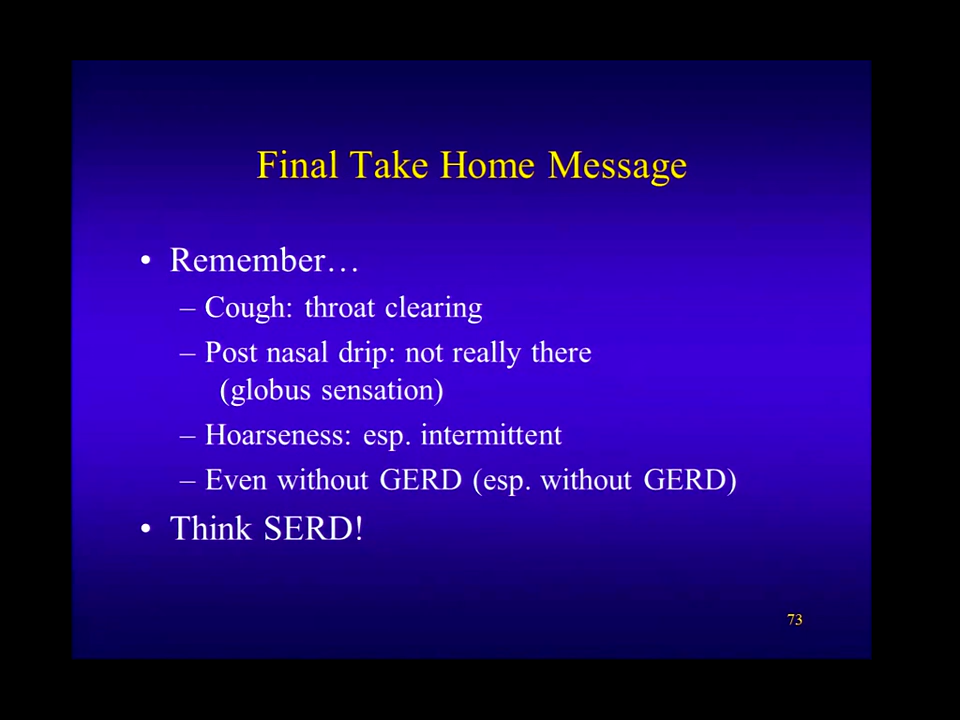 Final Take Home Message
• Remember…
– Cough: throat clearing
– Post nasal drip: not really there
(globus sensation)
– Hoarseness: esp. intermittent
– Even without GERD (esp. without GERD)
• Think SERD!
73